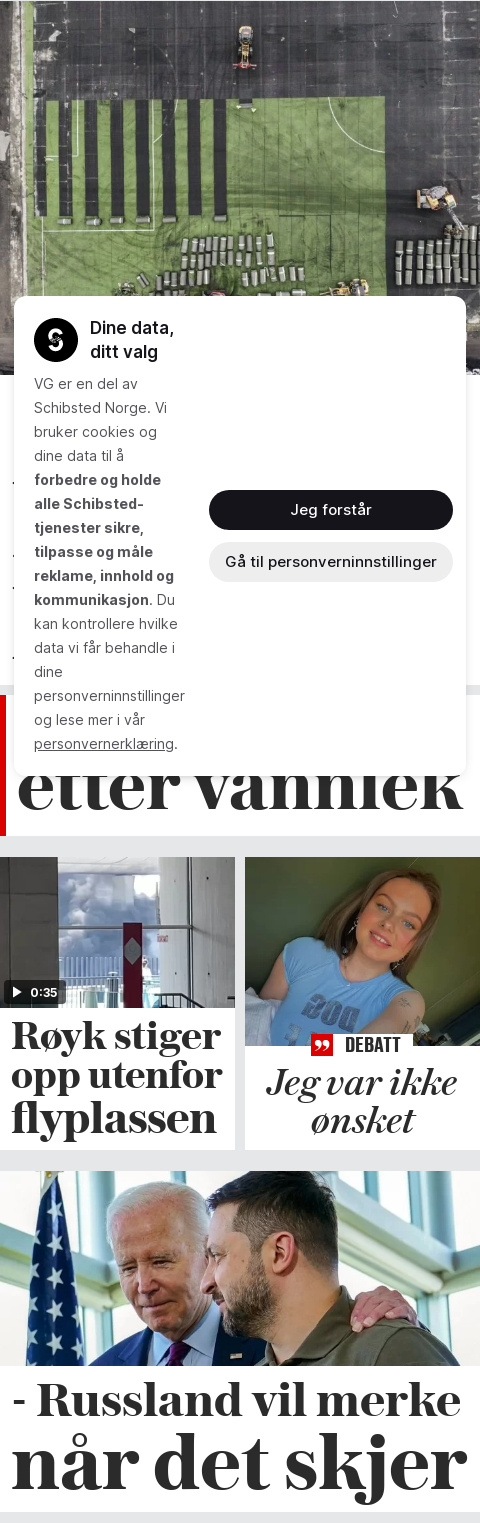 Dine data,
ditt valg
VG er en del av
Schibsted Norge. Vi
bruker cookies og
dine data til å
forbedre og holde
alle Schibsted-
tjenester sikre,
tilpasse og måle
reklame, innhold og
kommunikasjon. Du
kan kontrollere hvilke
data vi får behandle i
dine
personverninnstillinger
og lese mer i vår
personvernerklæring.
Jeg forstår
Gå til personverninnstillinger
etter vannlek
0:35
Røyk stiger
opp utenfor
flyplassen
DEBATT
Jeg var ikke
ønsket
- Russland vil merke
når det skjer